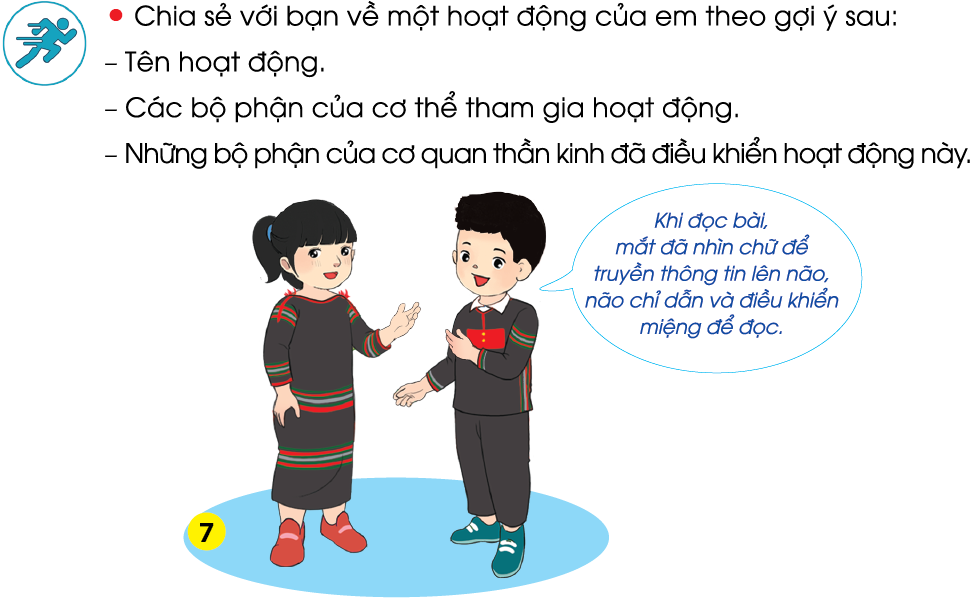 • Chia sẻ với bạn về một hoạt động của em theo gợi ý sau:
– Tên hoạt động.
– Các bộ phận của cơ thể tham gia hoạt động.
– Những bộ phận của cơ quan thần kinh đã điều khiển hoạt động này.
Khi đọc bài,
mắt đã nhìn chữ để
truyền thông tin lên não,
não chỉ dẫn và điều khiển
miệng để đọc.
7